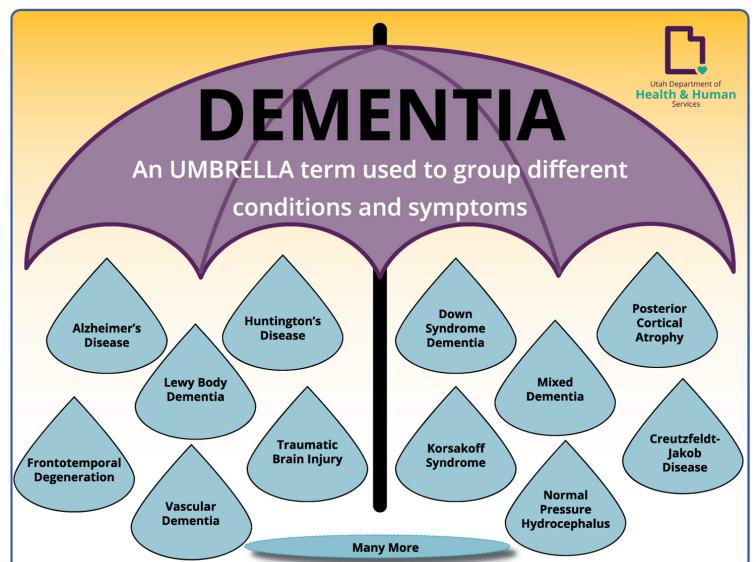 Utah Department of
Health & Human
Services
DEMENTIA
An UMBRELLA term used to group different
conditions and symptoms
Alzheimer's
Disease
Huntington's
Disease
Down
Syndrome
Dementia
Posterior
Cortical
Atrophy
Lewy Body
Dementia
Mixed
Dementia
Frontotemporal
Degeneration
Traumatic
Brain Injury
Korsakoff
Syndrome
Creutzfeldt-
Jakob
Disease
Vascular
Dementia
Normal
Pressure
Hydrocephalus
Many More